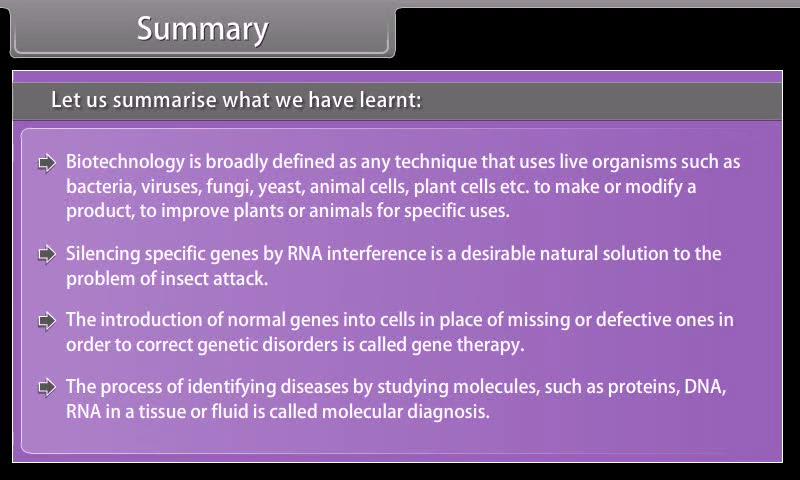 Summary
Let us summarise what we have learnt:
Biotechnology is broadly defined as any technique that uses live organisms such as
bacteria, viruses, fungi, yeast, animal cells, plant cells etc. to make or modify a
product, to improve plants or animals for specific uses.
Silencing specific genes by RNA interference is a desirable natural solution to the
problem of insect attack.
The introduction of normal genes into cells in place of missing or defective ones in
order to correct genetic disorders is called gene therapy.
The process of identifying diseases by studying molecules, such as proteins, DNA,
RNA in a tissue or fluid is called molecular diagnosis.